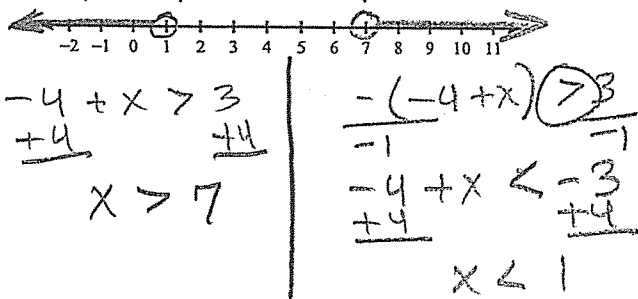 -2 -1 0 1 2 3 4 5 6 7 8 9 10 11
-4 + x > 3
+4 +4
x > 7
-(-4+x) > 3
-1 -1
-4 + x < -3
+4 +4
x < 1